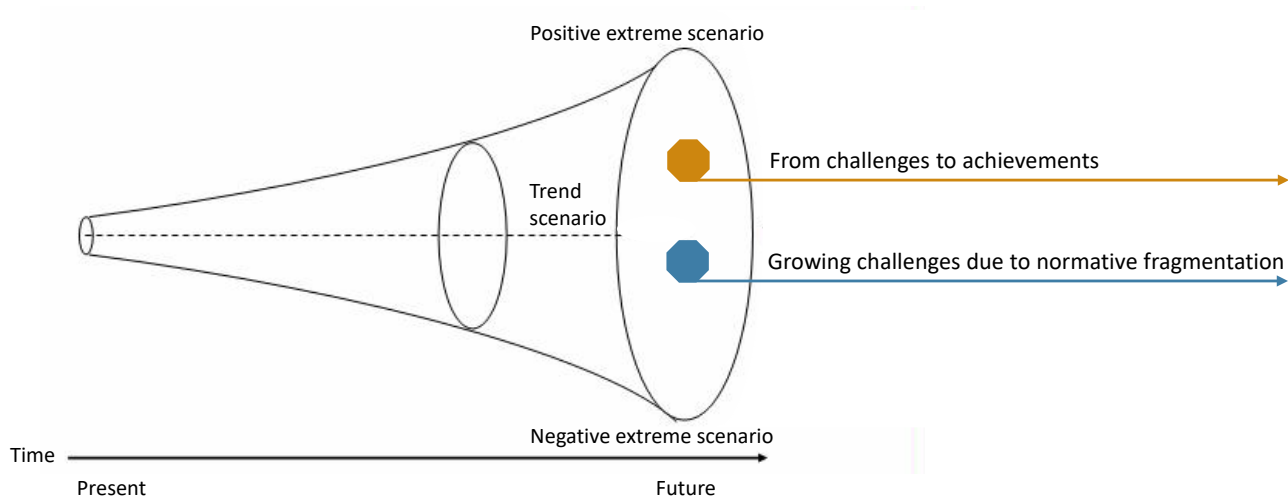 Positive extreme scenario
From challenges to achievements
Trend
scenario
Growing challenges due to normative fragmentation
Negative extreme scenario
Time
Present
Future